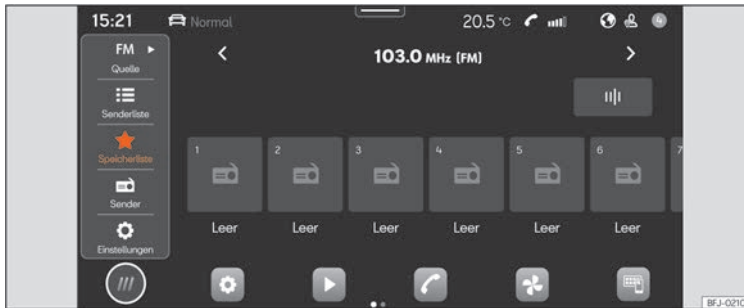 15:21
Normal
20.5 °C
4
FM
Quelle
Senderliste
Speicherliste
Sender
Einstellungen
103.0 MHz (FM)
1 2 3 4 5 6 7
Leer Leer Leer Leer Leer Leer
BFJ-0210